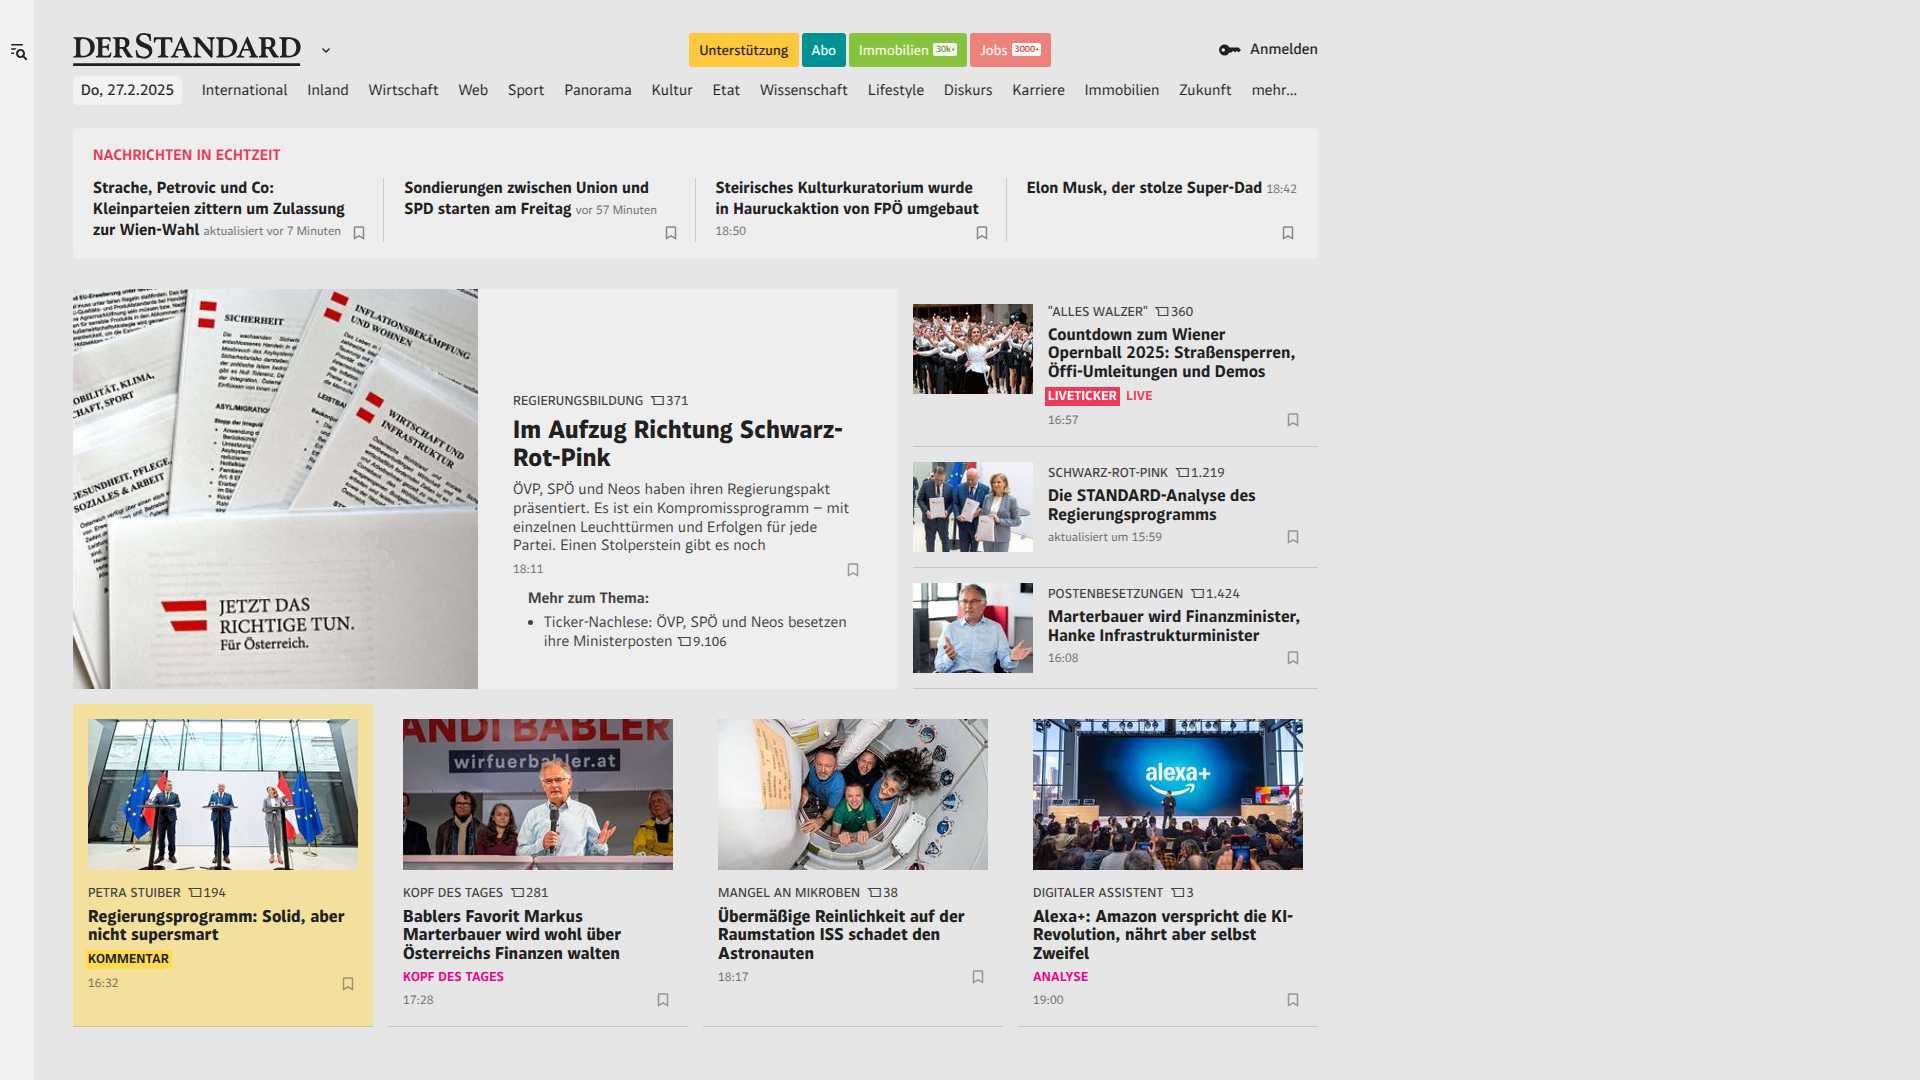 DERSTANDARD
Unterstützung
Abo
Immobilien 30k+
Jobs 3000+
Anmelden
Do, 27.2.2025
International
Inland
Wirtschaft
Web
Sport
Panorama
Kultur
Etat
Wissenschaft
Lifestyle
Diskurs
Karriere
Immobilien
Zukunft
mehr...
NACHRICHTEN IN ECHTZEIT
Strache, Petrovic und Co:
Kleinparteien zittern um Zulassung
zur Wien-Wahl aktualisiert vor 7 Minuten
Sondierungen zwischen Union und
SPD starten am Freitag vor 57 Minuten
Steirisches Kulturkuratorium wurde
in Hauruckaktion von FPÖ umgebaut
18:50
Elon Musk, der stolze Super-Dad 18:42
SICHERHEIT
INFLATIONSBEKÄMPFUNG
UND WOHNEN
WIRTSCHAFT UND
INFRASTRUKTUR
JETZT DAS
RICHTIGE TUN.
Für Österreich.
REGIERUNGSBILDUNG 371
Im Aufzug Richtung Schwarz-
Rot-Pink
ÖVP, SPÖ und Neos haben ihren Regierungspakt
präsentiert. Es ist ein Kompromissprogramm – mit
einzelnen Leuchttürmen und Erfolgen für jede
Partei. Einen Stolperstein gibt es noch
18:11
Mehr zum Thema:
• Ticker-Nachlese: ÖVP, SPÖ und Neos besetzen
ihre Ministerposten 9.106
"ALLES WALZER" 360
Countdown zum Wiener
Opernball 2025: Straßensperren,
Öffi-Umleitungen und Demos
LIVETICKER LIVE
16:57
SCHWARZ-ROT-PINK 1.219
Die STANDARD-Analyse des
Regierungsprogramms
aktualisiert um 15:59
POSTENBESETZUNGEN 1.424
Marterbauer wird Finanzminister,
Hanke Infrastrukturminister
16:08
PETRA STUIBER 194
Regierungsprogramm: Solid, aber
nicht supersmart
KOMMENTAR
16:32
ANDI BABLER
wirfuerbabler.at
KOPF DES TAGES 281
Bablers Favorit Markus
Marterbauer wird wohl über
Österreichs Finanzen walten
KOPF DES TAGES
17:28
MANGEL AN MIKROBEN 38
Übermäßige Reinlichkeit auf der
Raumstation ISS schadet den
Astronauten
18:17
alexa+
DIGITALER ASSISTENT 3
Alexa+: Amazon verspricht die KI-
Revolution, nährt aber selbst
Zweifel
ANALYSE
19:00